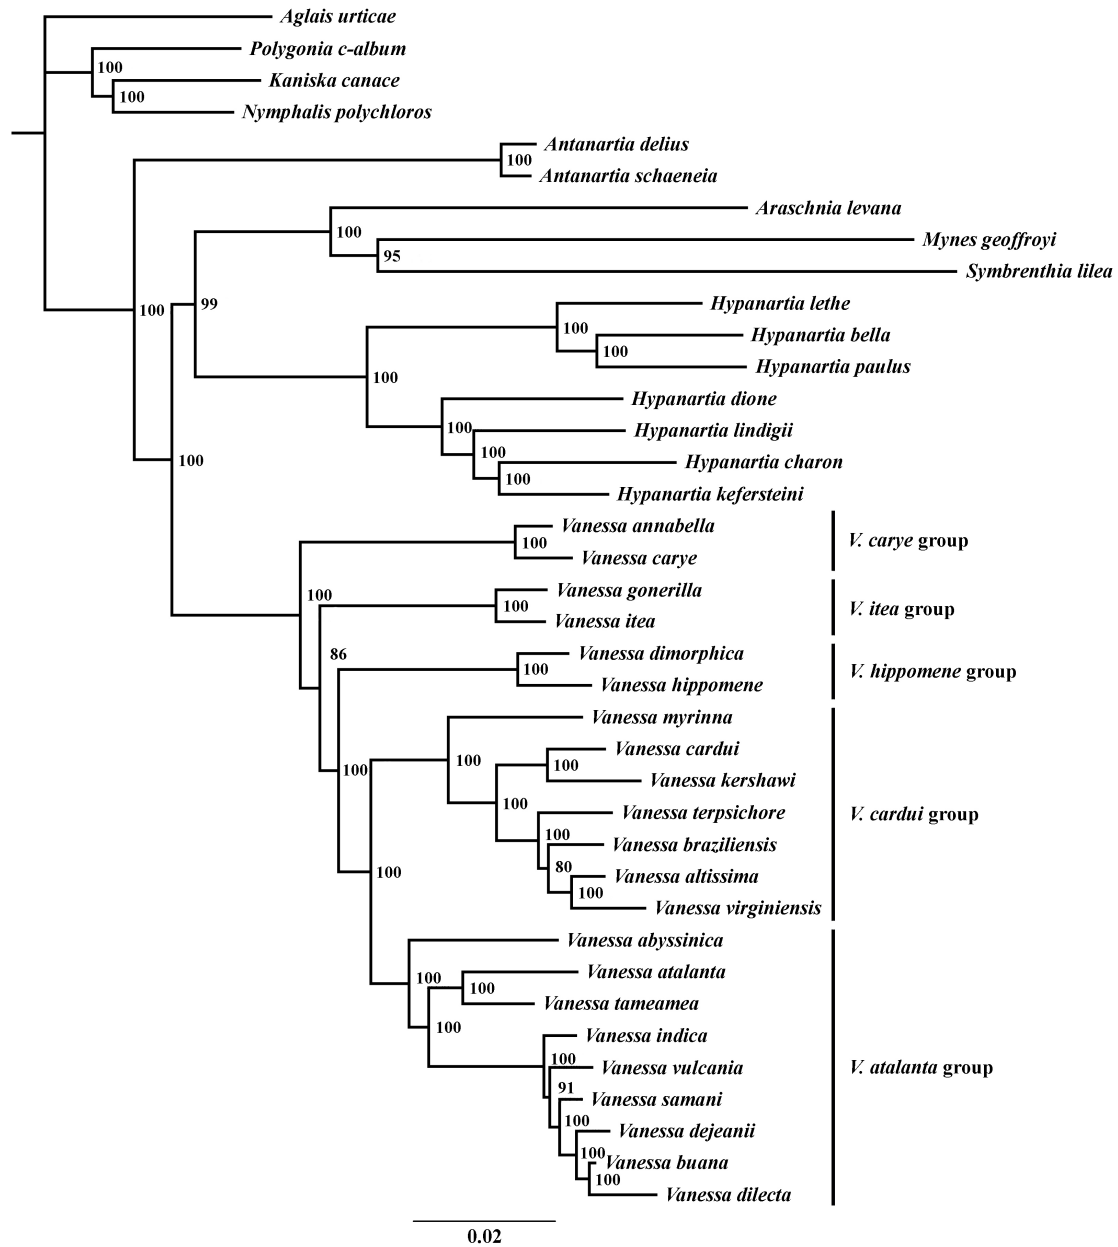 Aglais urticae
Polygonia c-album
100
Kaniska canace
100
Nymphalis polychloros
Antanartia delius
100
Antanartia schaeneia
Araschnia levana
100
Mynes geoffroyi
95
Symbrenthia lilea
99
100
Hypanartia lethe
100
Hypanartia bella
100
Hypanartia paulus
100
Hypanartia dione
100
Hypanartia lindigii
100
100
Hypanartia charon
100
Hypanartia kefersteini
Vanessa annabella
100
V. carye group
Vanessa carye
Vanessa gonerilla
100
100
V. itea group
Vanessa itea
86
Vanessa dimorphica
100
V. hippomene group
Vanessa hippomene
Vanessa myrinna
Vanessa cardui
100
100
100
Vanessa kershawi
100
Vanessa terpsichore
V. cardui group
100
Vanessa braziliensis
80
100
Vanessa altissima
100
Vanessa virginiensis
Vanessa abyssinica
Vanessa atalanta
100
100
Vanessa tameamea
100
Vanessa indica
100
Vanessa vulcania
V. atalanta group
91
Vanessa samani
100
Vanessa dejeanii
100
Vanessa buana
100
Vanessa dilecta
0.02